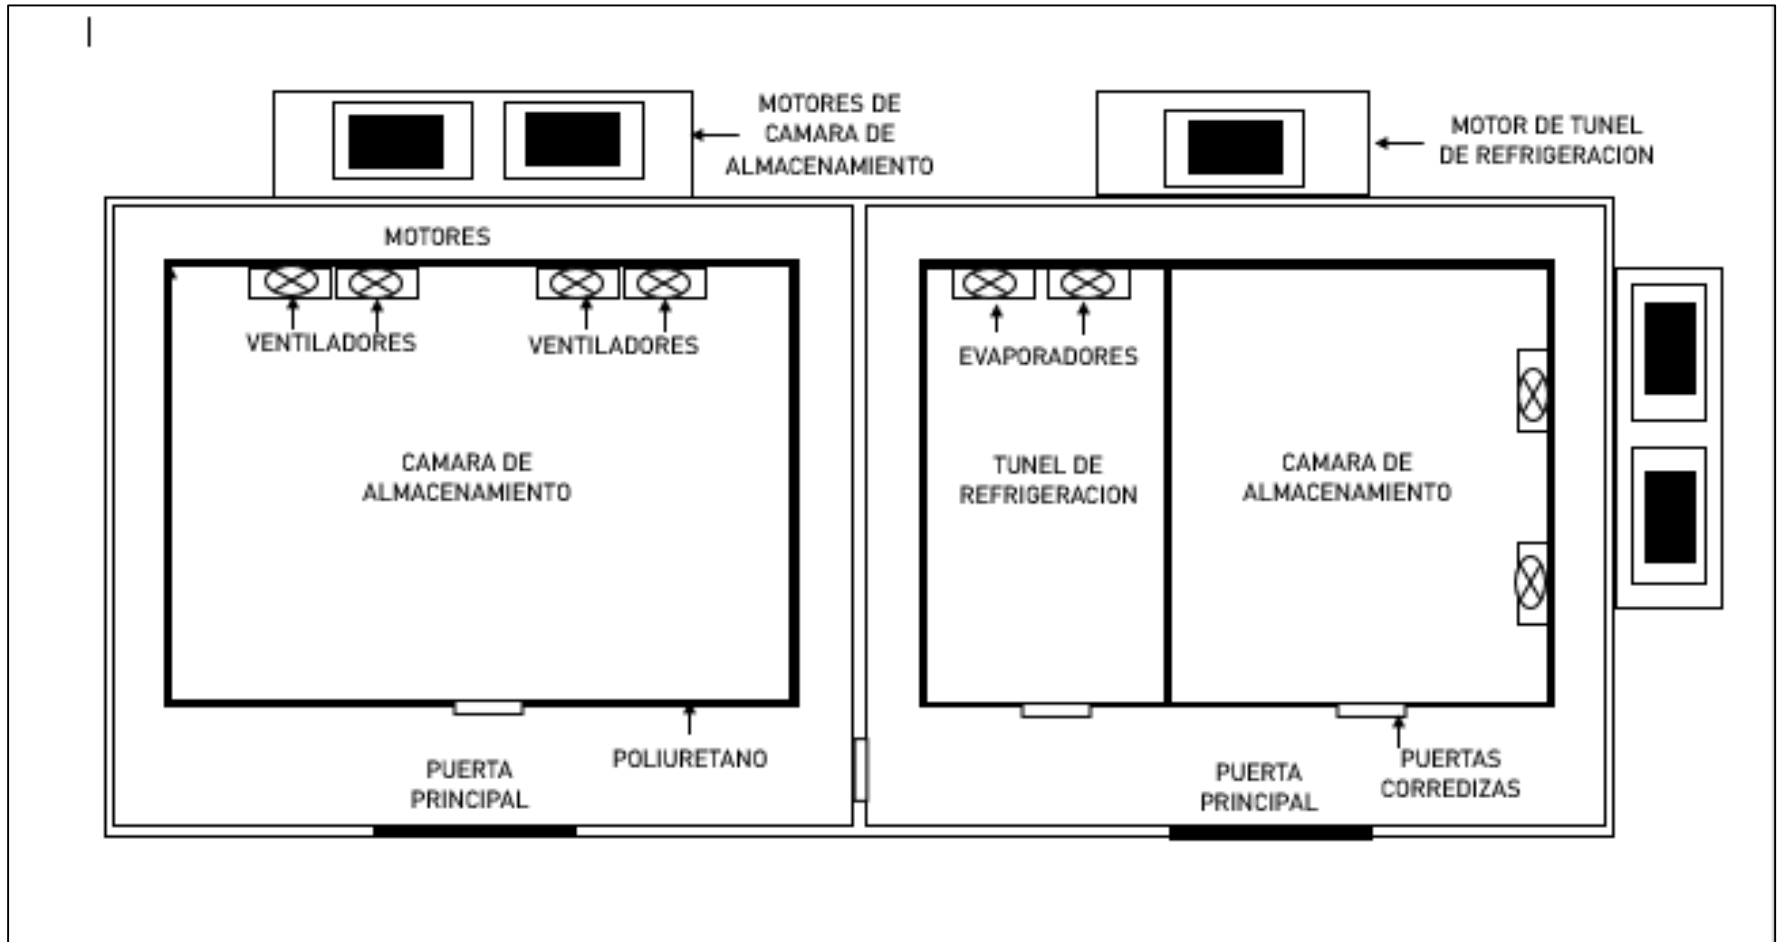 MOTORES DE
CAMARA DE
ALMACENAMIENTO
MOTOR DE TUNEL
DE REFRIGERACION
MOTORES
VENTILADORES
VENTILADORES
EVAPORADORES
CAMARA DE
ALMACENAMIENTO
TUNEL DE
REFRIGERACION
CAMARA DE
ALMACENAMIENTO
PUERTA
PRINCIPAL
POLIURETANO
PUERTA
PRINCIPAL
PUERTAS
CORREDIZAS